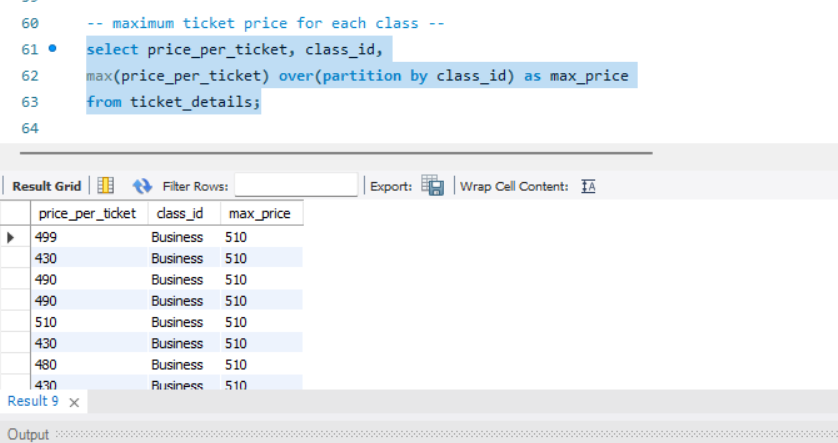 60 -- maximum ticket price for each class --
61 select price_per_ticket, class_id,
62 max(price_per_ticket) over(partition by class_id) as max_price
63 from ticket_details;
64
Result Grid Filter Rows: Export: Wrap Cell Content: IA
price_per_ticket class_id max_price
499 Business 510
430 Business 510
490 Business 510
490 Business 510
510 Business 510
430 Business 510
480 Business 510
430 Business 510
Result 9 ×
Output